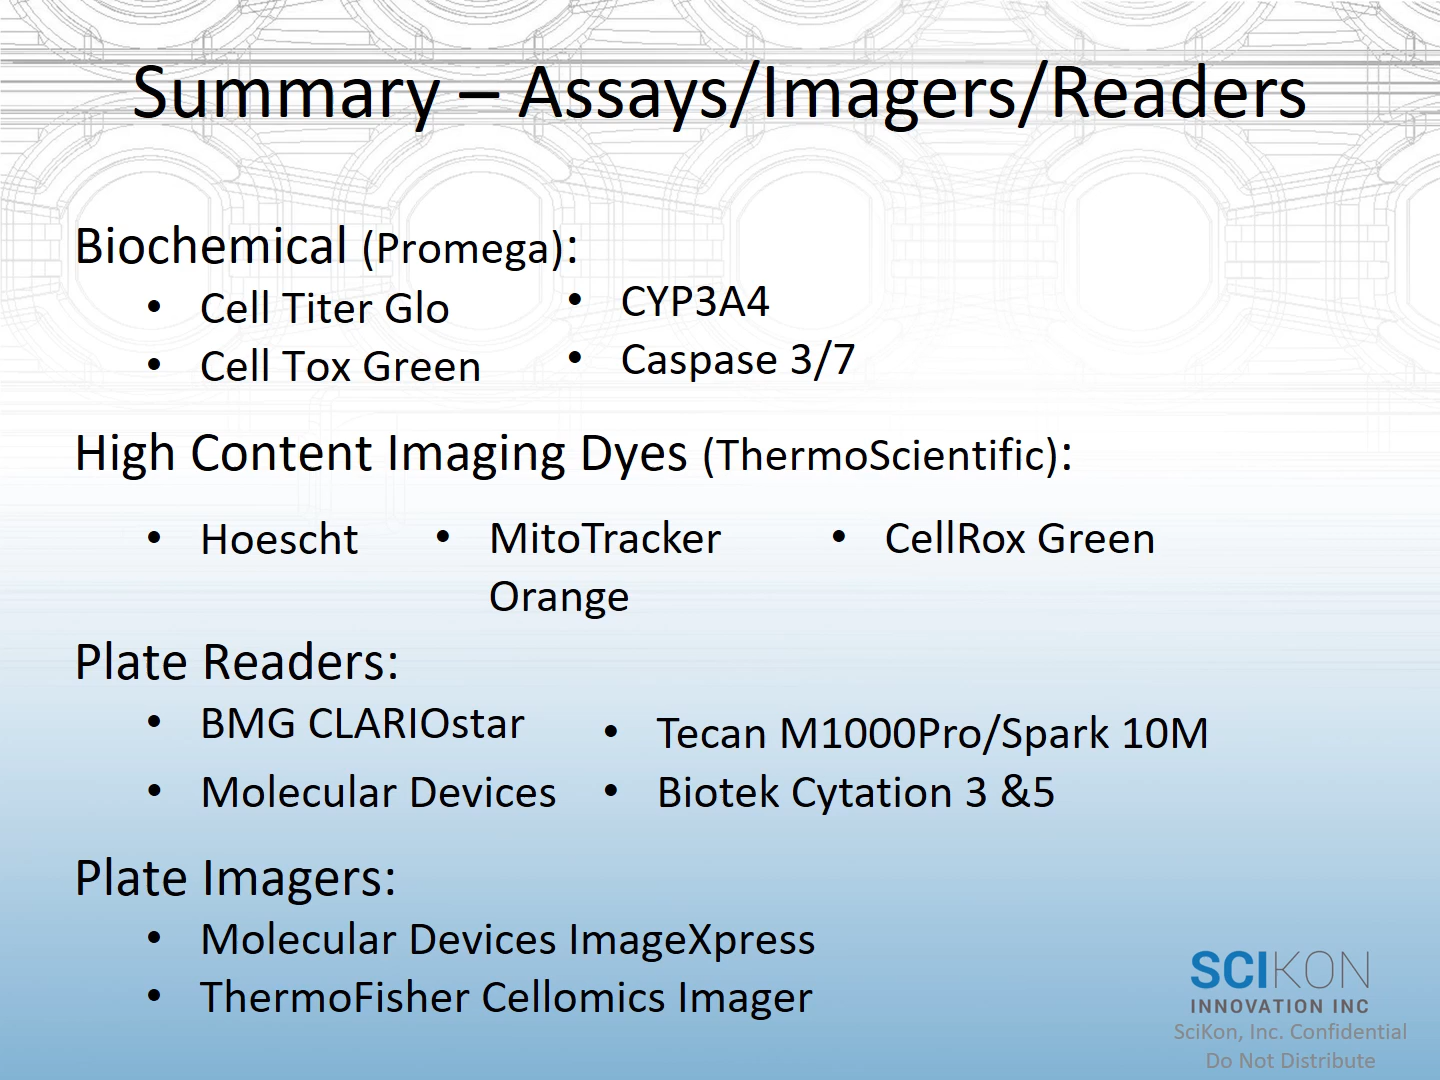 Summary – Assays/Imagers/Readers
Biochemical (Promega):
• Cell Titer Glo
• Cell Tox Green
• CYP3A4
• Caspase 3/7
High Content Imaging Dyes (ThermoScientific):
• Hoescht
• MitoTracker
Orange
• CellRox Green
Plate Readers:
• BMG CLARIOstar
• Molecular Devices
• Tecan M1000Pro/Spark 10M
• Biotek Cytation 3 &5
Plate Imagers:
• Molecular Devices ImageXpress
• ThermoFisher Cellomics Imager
SCIKON
INNOVATION INC
SciKon, Inc. Confidential
Do Not Distribute